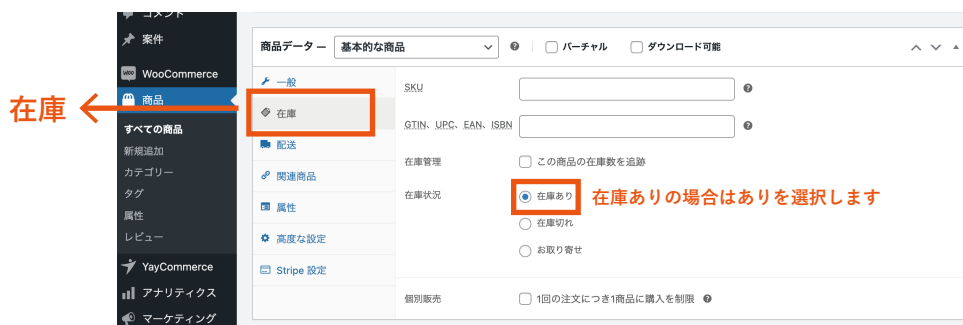 コメント
案件
WooCommerce
商品
すべての商品
新規追加
カテゴリー
タグ
属性
レビュー
YayCommerce
アナリティクス
マーケティング
在庫
商品データ — 基本的な商品 バーチャル ダウンロード可能
一般
在庫
配送
関連商品
属性
高度な設定
Stripe 設定
SKU
GTIN、UPC、EAN、ISBN
在庫管理 この商品の在庫数を追跡
在庫状況 在庫あり 在庫ありの場合はありを選択します
在庫切れ
お取り寄せ
個別販売 1回の注文につき1商品に購入を制限